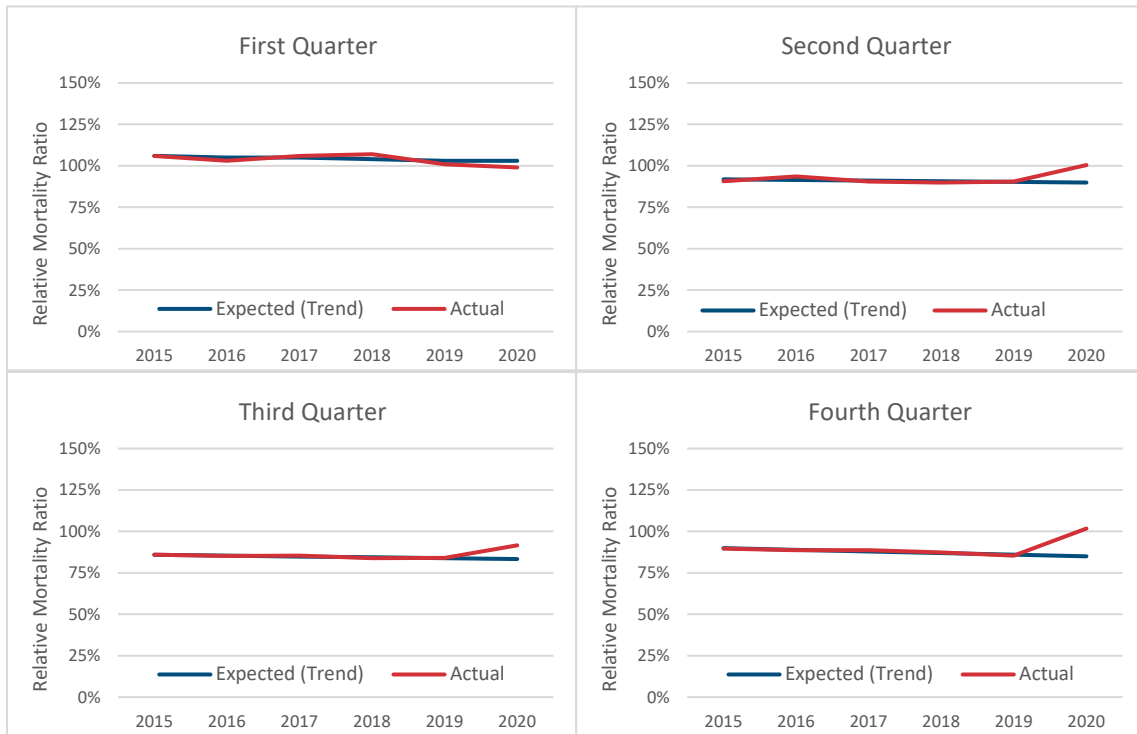 First Quarter
Relative Mortality Ratio
150%
125%
100%
75%
50%
25%
0%
Expected (Trend) Actual
2015 2016 2017 2018 2019 2020
Second Quarter
Relative Mortality Ratio
150%
125%
100%
75%
50%
25%
0%
Expected (Trend) Actual
2015 2016 2017 2018 2019 2020
Third Quarter
Relative Mortality Ratio
150%
125%
100%
75%
50%
25%
0%
Expected (Trend) Actual
2015 2016 2017 2018 2019 2020
Fourth Quarter
Relative Mortality Ratio
150%
125%
100%
75%
50%
25%
0%
Expected (Trend) Actual
2015 2016 2017 2018 2019 2020